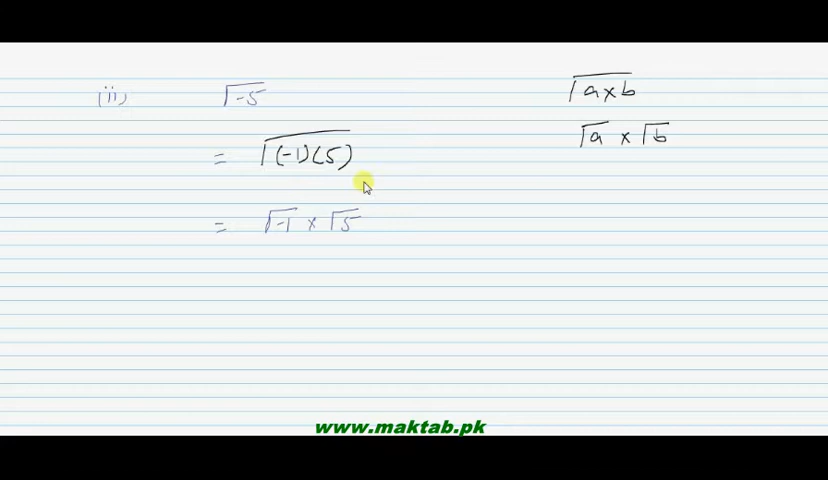 (ii) √-5
= √(-1)(5)
= √-1 × √5
√a×b
√a × √b
www.maktab.pk